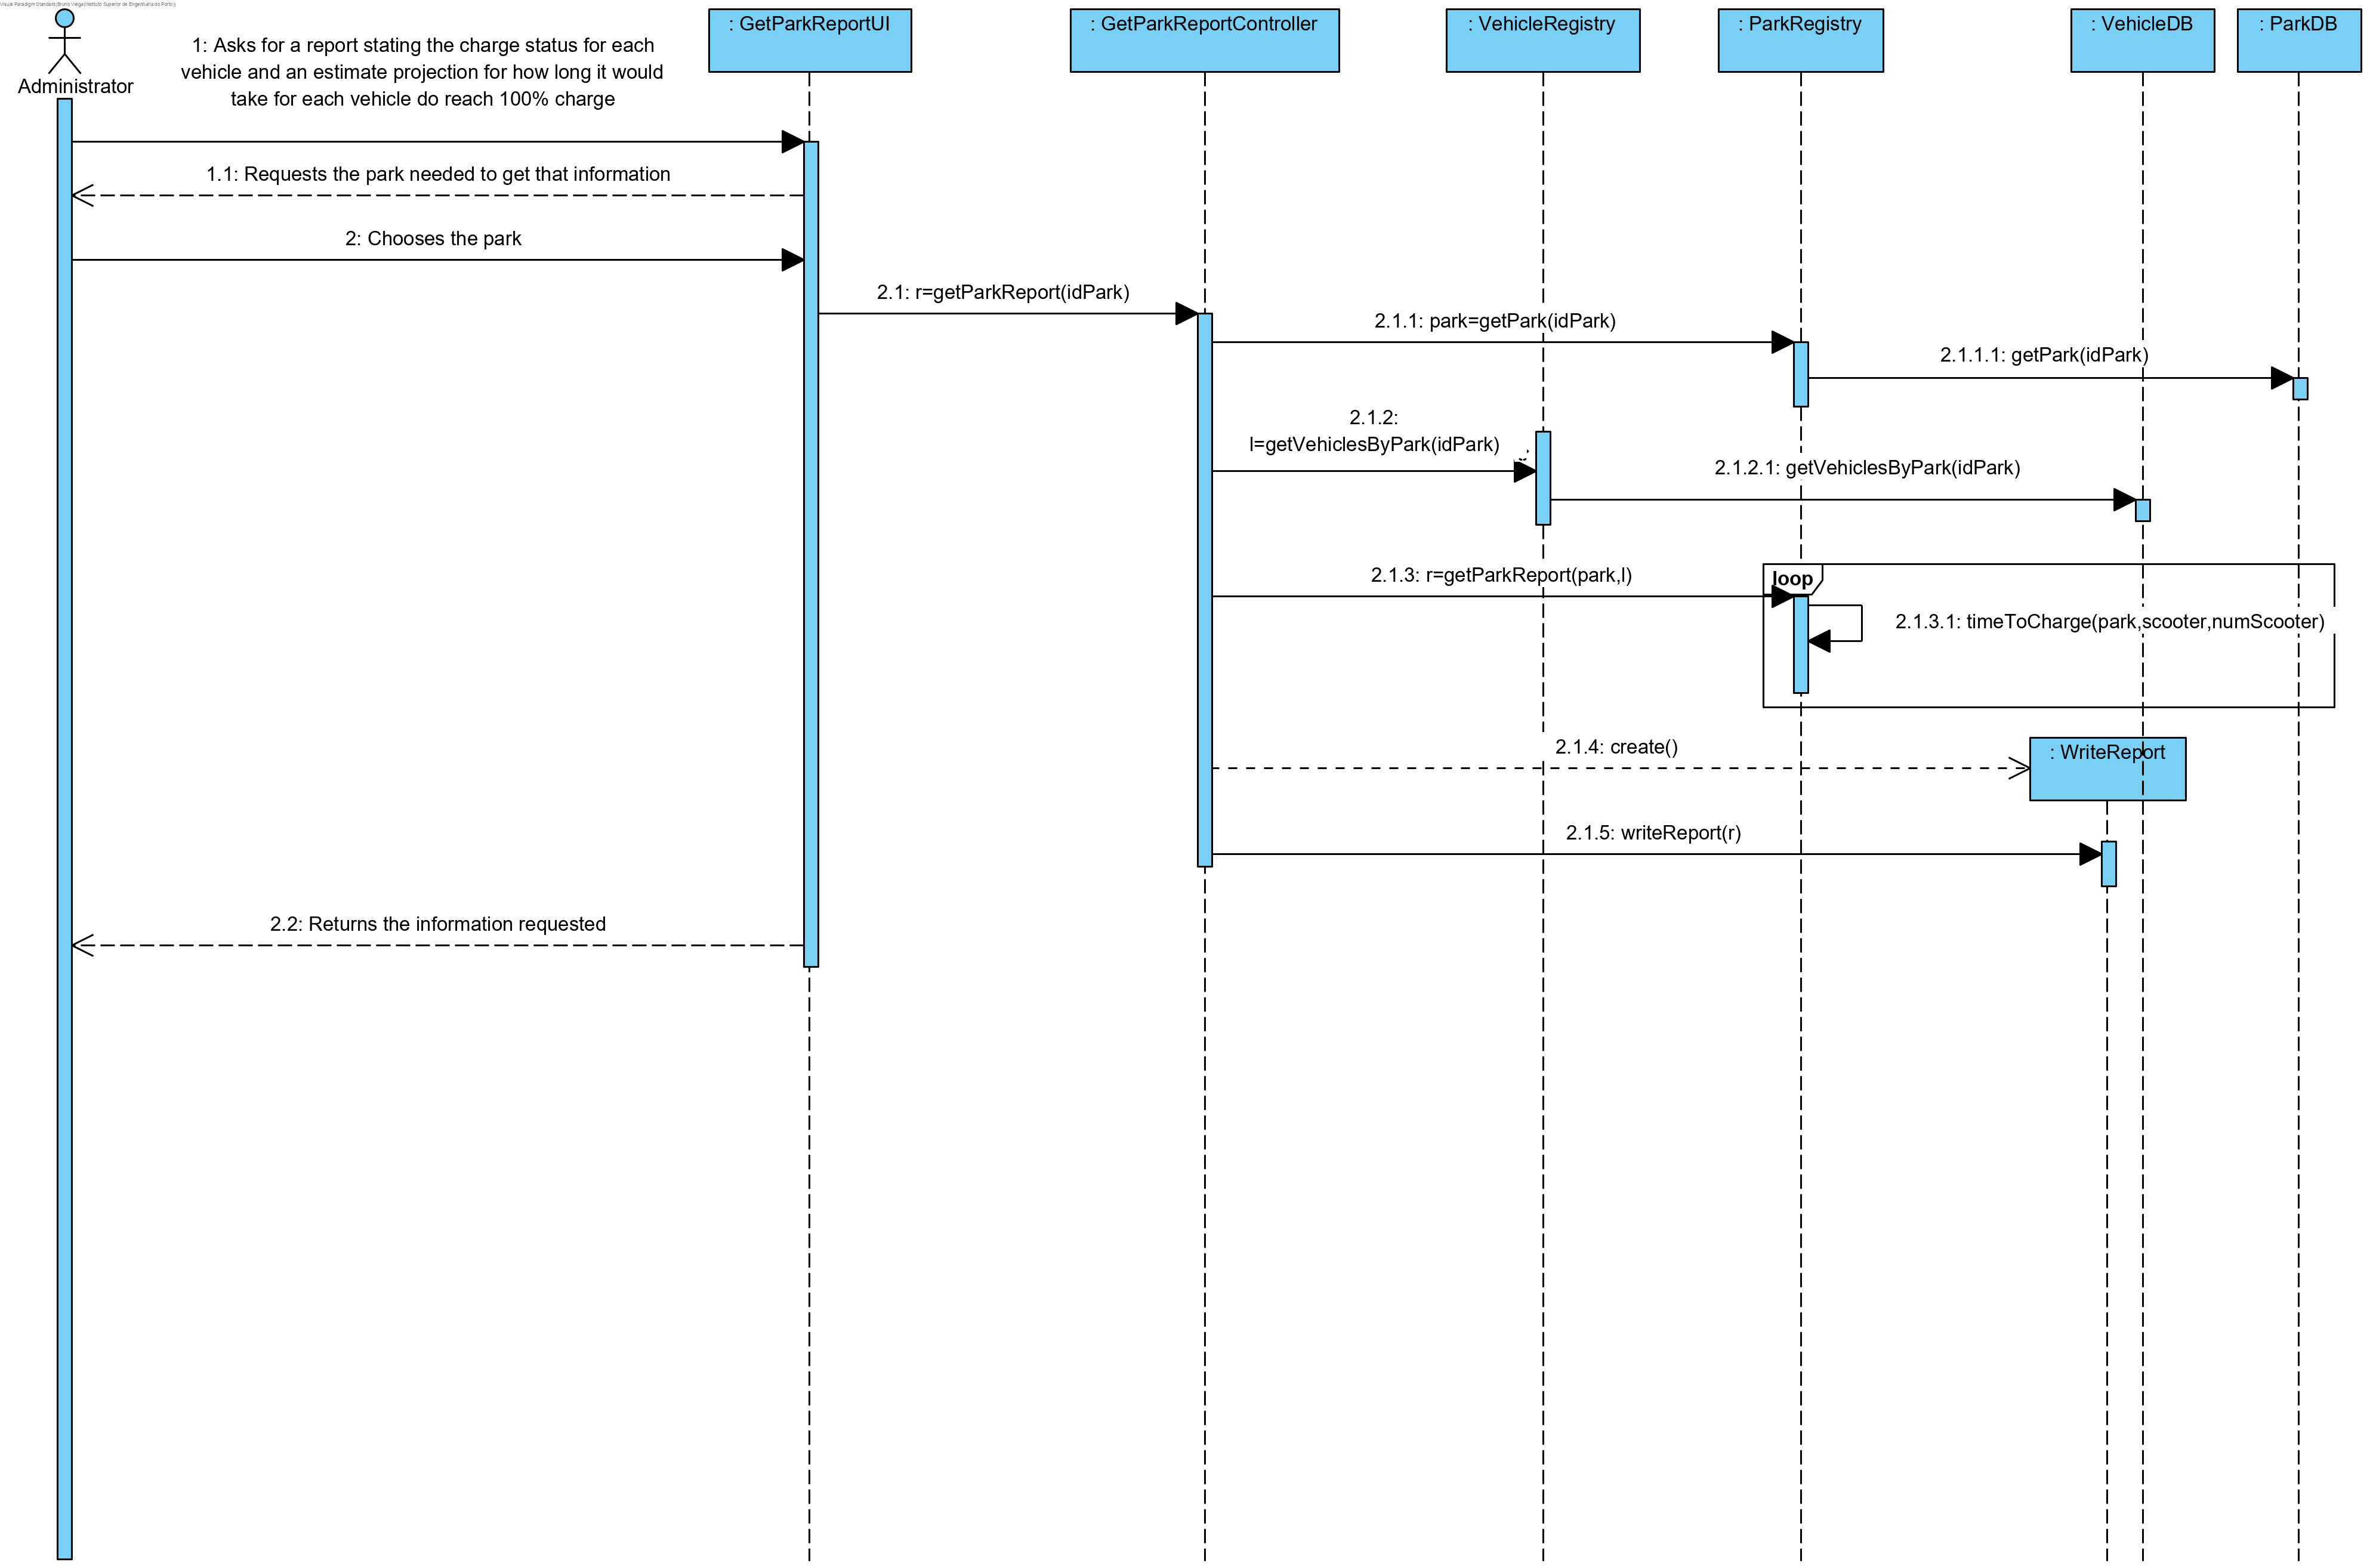 Visual Paradigm Standard(Bruno Veiga(Instituto Superior de Engenharia do Porto))
Administrator
: GetParkReportUI
: GetParkReportController
: VehicleRegistry
: ParkRegistry
: VehicleDB
: ParkDB
1: Asks for a report stating the charge status for each
vehicle and an estimate projection for how long it would
take for each vehicle do reach 100% charge
1.1: Requests the park needed to get that information
2: Chooses the park
2.1: r=getParkReport(idPark)
2.1.1: park=getPark(idPark)
2.1.1.1: getPark(idPark)
2.1.2:
l=getVehiclesByPark(idPark)
2.1.2.1: getVehiclesByPark(idPark)
2.1.3: r=getParkReport(park,l)
loop
2.1.3.1: timeToCharge(park,scooter,numScooter)
2.1.4: create()
: WriteReport
2.1.5: writeReport(r)
2.2: Returns the information requested